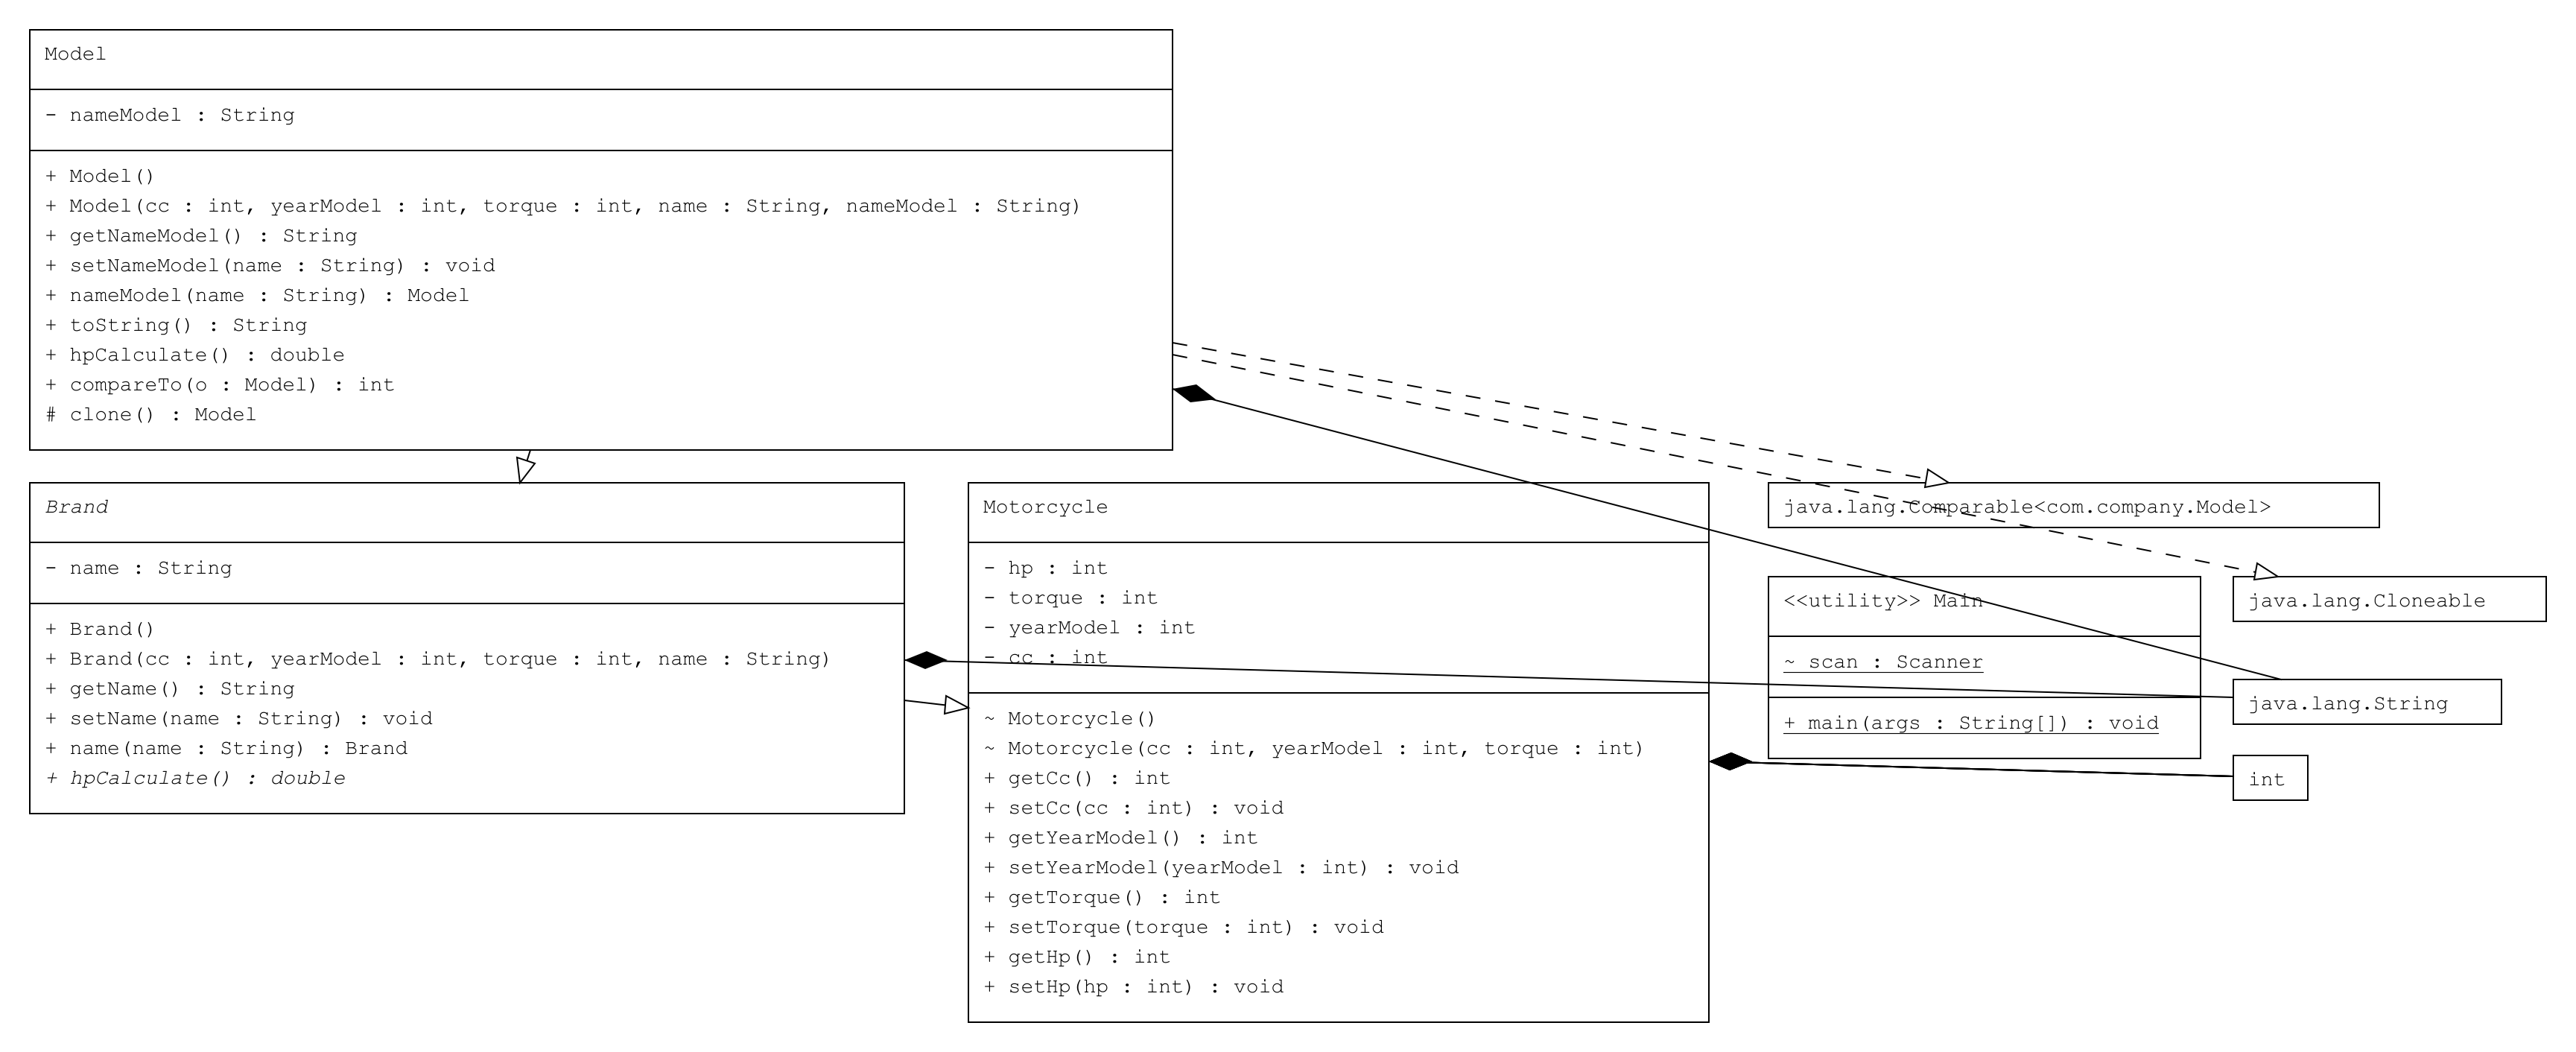 Model
- nameModel : String
+ Model()
+ Model(cc : int, yearModel : int, torque : int, name : String, nameModel : String)
+ getNameModel() : String
+ setNameModel(name : String) : void
+ nameModel(name : String) : Model
+ toString() : String
+ hpCalculate() : double
+ compareTo(o : Model) : int
# clone() : Model
Brand
- name : String
+ Brand()
+ Brand(cc : int, yearModel : int, torque : int, name : String)
+ getName() : String
+ setName(name : String) : void
+ name(name : String) : Brand
+ hpCalculate() : double
Motorcycle
- hp : int
- torque : int
- yearModel : int
- cc : int
~ Motorcycle()
~ Motorcycle(cc : int, yearModel : int, torque : int)
+ getCc() : int
+ setCc(cc : int) : void
+ getYearModel() : int
+ setYearModel(yearModel : int) : void
+ getTorque() : int
+ setTorque(torque : int) : void
+ getHp() : int
+ setHp(hp : int) : void
java.lang.Comparable<com.company.Model>
<<utility>> Main
~ scan : Scanner
+ main(args : String[]) : void
java.lang.Cloneable
java.lang.String
int